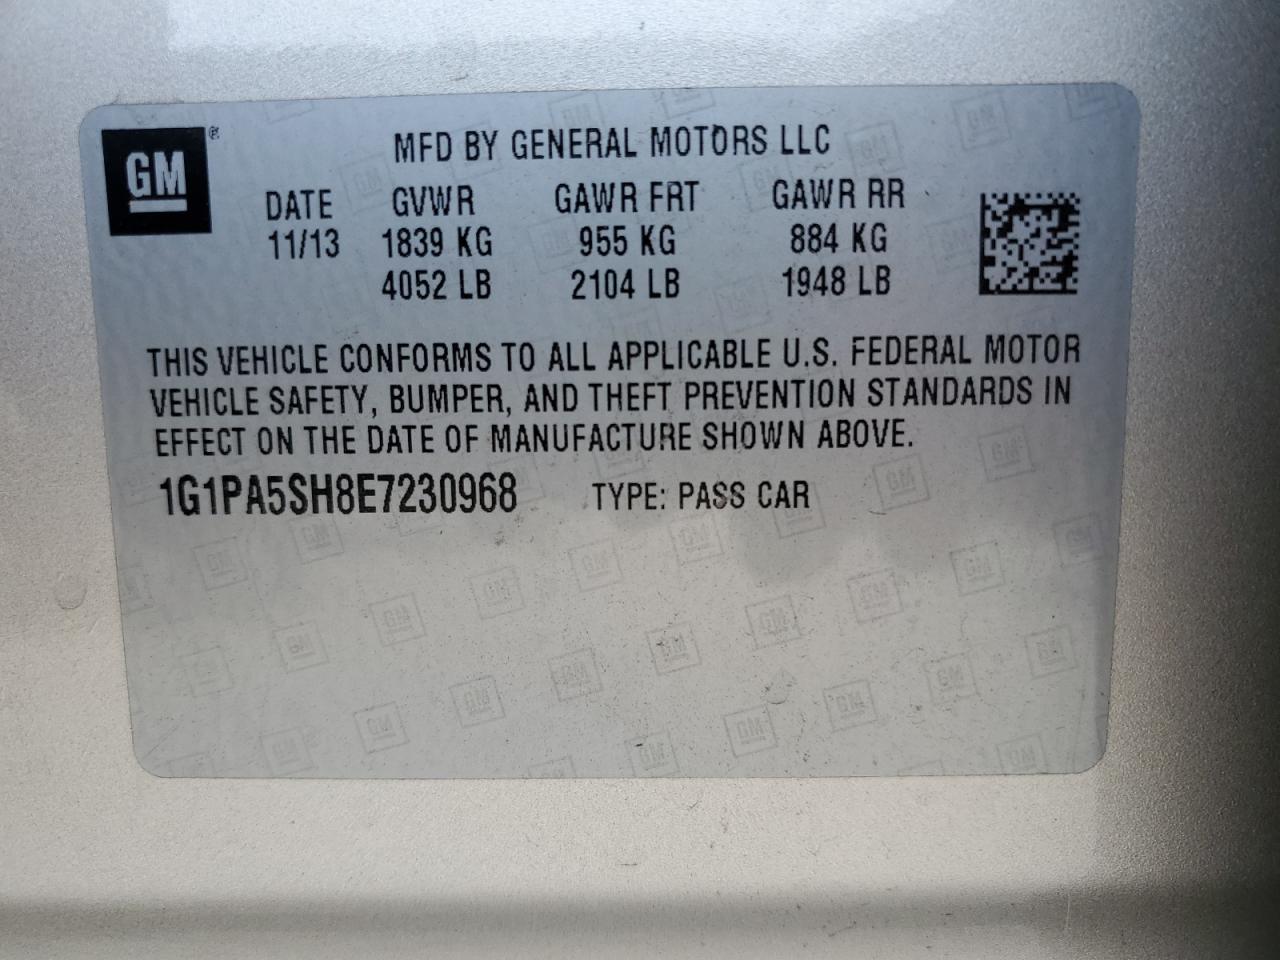 GM®
MFD BY GENERAL MOTORS LLC
DATE GVWR GAWR FRT GAWR RR
11/13 1839 KG 955 KG 884 KG
4052 LB 2104 LB 1948 LB
THIS VEHICLE CONFORMS TO ALL APPLICABLE U.S. FEDERAL MOTOR
VEHICLE SAFETY, BUMPER, AND THEFT PREVENTION STANDARDS IN
EFFECT ON THE DATE OF MANUFACTURE SHOWN ABOVE.
1G1PA5SH8E7230968 TYPE: PASS CAR